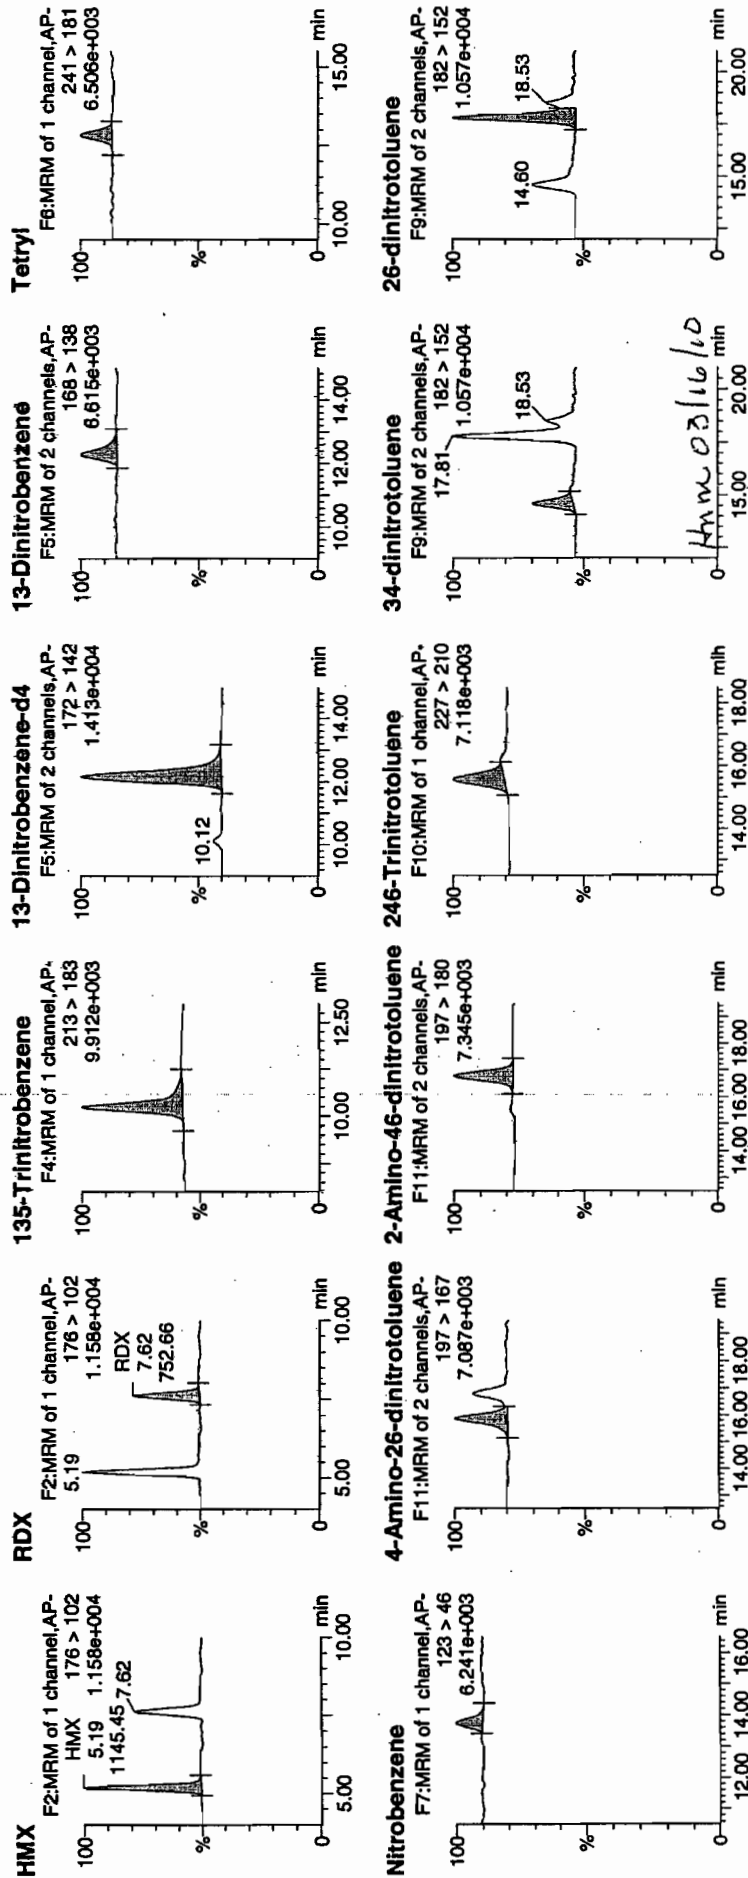 HMX
F2:MRM of 1 channel,AP-
176 > 102
1.158e+004
HMX
5.19
1145.45
7.62
100
%
0
5.00
10.00
min
RDX
F2:MRM of 1 channel,AP-
176 > 102
1.158e+004
5.19
RDX
7.62
752.66
100
%
0
5.00
10.00
min
135-Trinitrobenzene
F4:MRM of 1 channel,AP-
213 > 183
9.912e+003
100
%
0
10.00
12.50
min
13-Dinitrobenzene-d4
F5:MRM of 2 channels,AP-
172 > 142
1.413e+004
10.12
100
%
0
10.00
12.00
14.00
min
13-Dinitrobenzene
F5:MRM of 2 channels,AP-
168 > 138
6.615e+003
100
%
0
10.00
12.00
14.00
min
Tetryl
F6:MRM of 1 channel,AP-
241 > 181
6.506e+003
100
%
0
10.00
15.00
min
Nitrobenzene
F7:MRM of 1 channel,AP-
123 > 46
6.241e+003
100
%
0
12.00
14.00
16.00
min
4-Amino-26-dinitrotoluene
F11:MRM of 2 channels,AP-
197 > 167
7.087e+003
100
%
0
14.00
16.00
18.00
min
2-Amino-46-dinitrotoluene
F11:MRM of 2 channels,AP-
197 > 180
7.345e+003
100
%
0
14.00
16.00
18.00
min
246-Trinitrotoluene
F10:MRM of 1 channel,AP-
227 > 210
7.118e+003
100
%
0
14.00
16.00
18.00
min
34-dinitrotoluene
F9:MRM of 2 channels,AP-
182 > 152
1.057e+004
17.81
18.53
100
%
0
15.00
20.00
min
03/16/10
26-dinitrotoluene
F9:MRM of 2 channels,AP-
182 > 152
1.057e+004
14.60
18.53
100
%
0
15.00
20.00
min